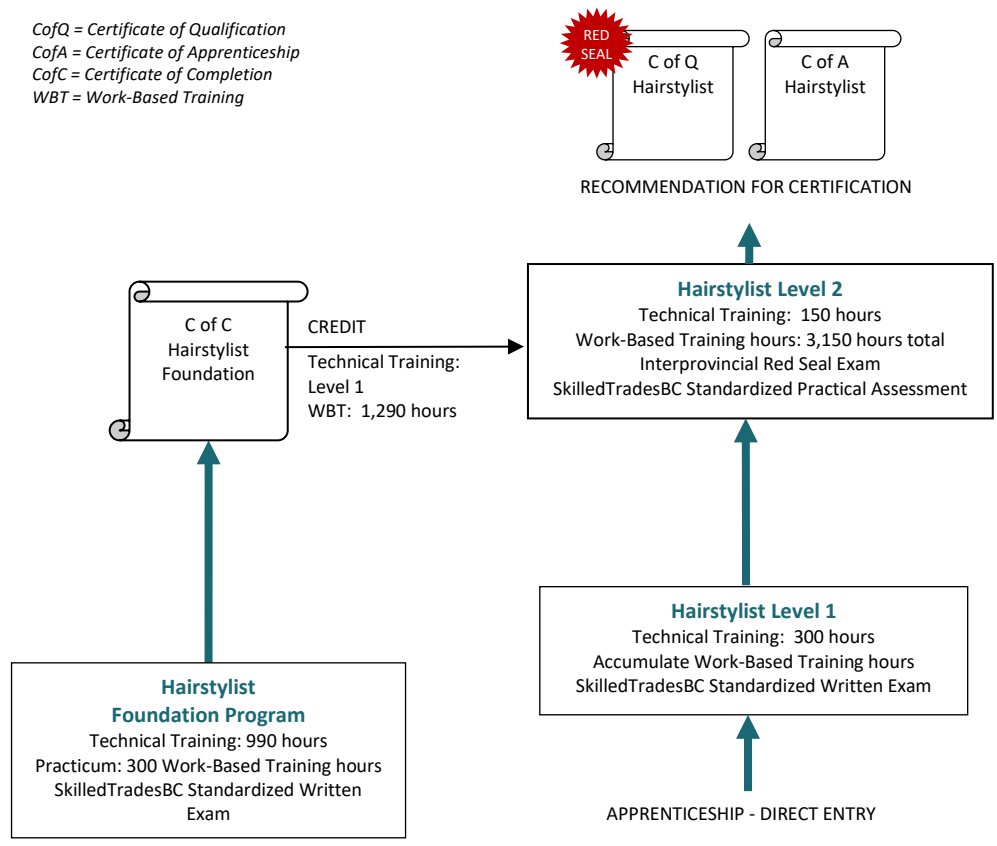 CofQ = Certificate of Qualification
CofA = Certificate of Apprenticeship
CofC = Certificate of Completion
WBT = Work-Based Training
RED
SEAL
C of Q
Hairstylist
C of A
Hairstylist
RECOMMENDATION FOR CERTIFICATION
Hairstylist Level 2
Technical Training: 150 hours
Work-Based Training hours: 3,150 hours total
Interprovincial Red Seal Exam
SkilledTradesBC Standardized Practical Assessment
C of C
Hairstylist
Foundation
CREDIT
Technical Training:
Level 1
WBT: 1,290 hours
Hairstylist Level 1
Technical Training: 300 hours
Accumulate Work-Based Training hours
SkilledTradesBC Standardized Written Exam
Hairstylist
Foundation Program
Technical Training: 990 hours
Practicum: 300 Work-Based Training hours
SkilledTradesBC Standardized Written
Exam
APPRENTICESHIP - DIRECT ENTRY